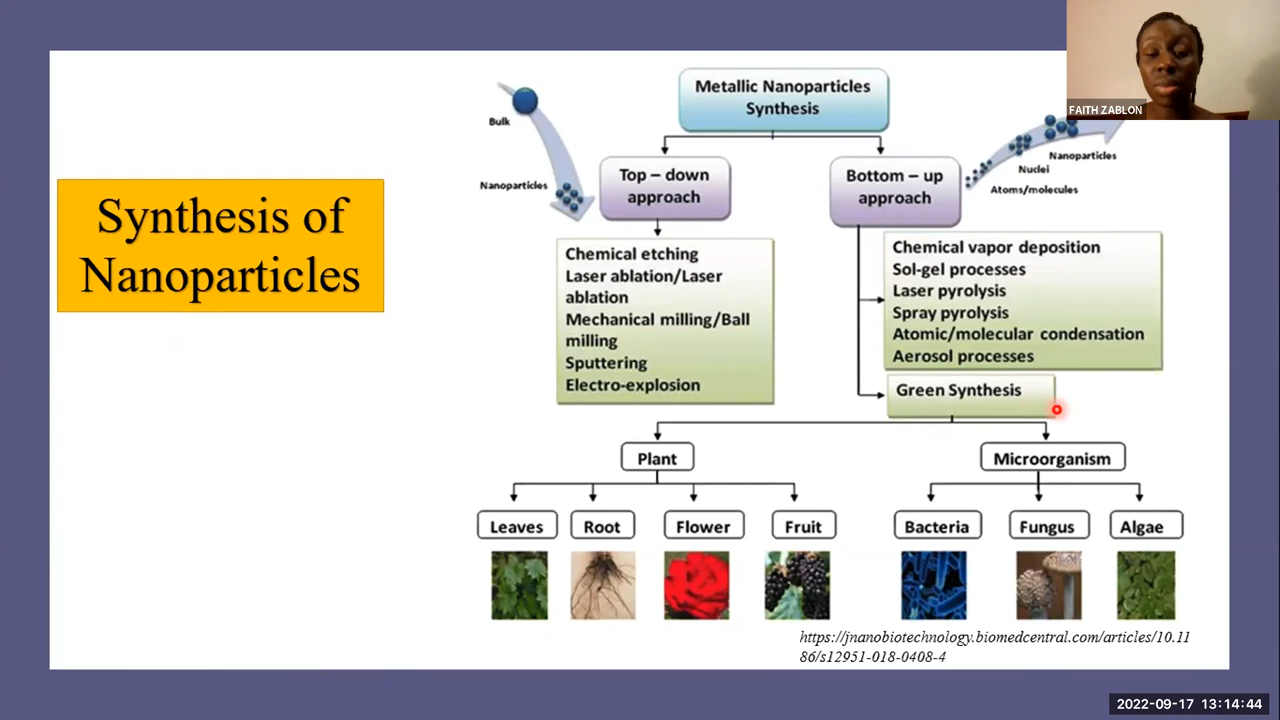 FAITH ZABLON
Synthesis of
Nanoparticles
Metallic Nanoparticles
Synthesis
Bulk
Nanoparticles
Top – down
approach
Bottom – up
approach
Nanoparticles
Nuclei
Atoms/molecules
Chemical etching
Laser ablation/Laser
ablation
Mechanical milling/Ball
milling
Sputtering
Electro-explosion
Chemical vapor deposition
Sol-gel processes
Laser pyrolysis
Spray pyrolysis
Atomic/molecular condensation
Aerosol processes
Green Synthesis
Plant
Microorganism
Leaves
Root
Flower
Fruit
Bacteria
Fungus
Algae
https://jnanobiotechnology.biomedcentral.com/articles/10.11
86/s12951-018-0408-4
2022-09-17 13:14:44